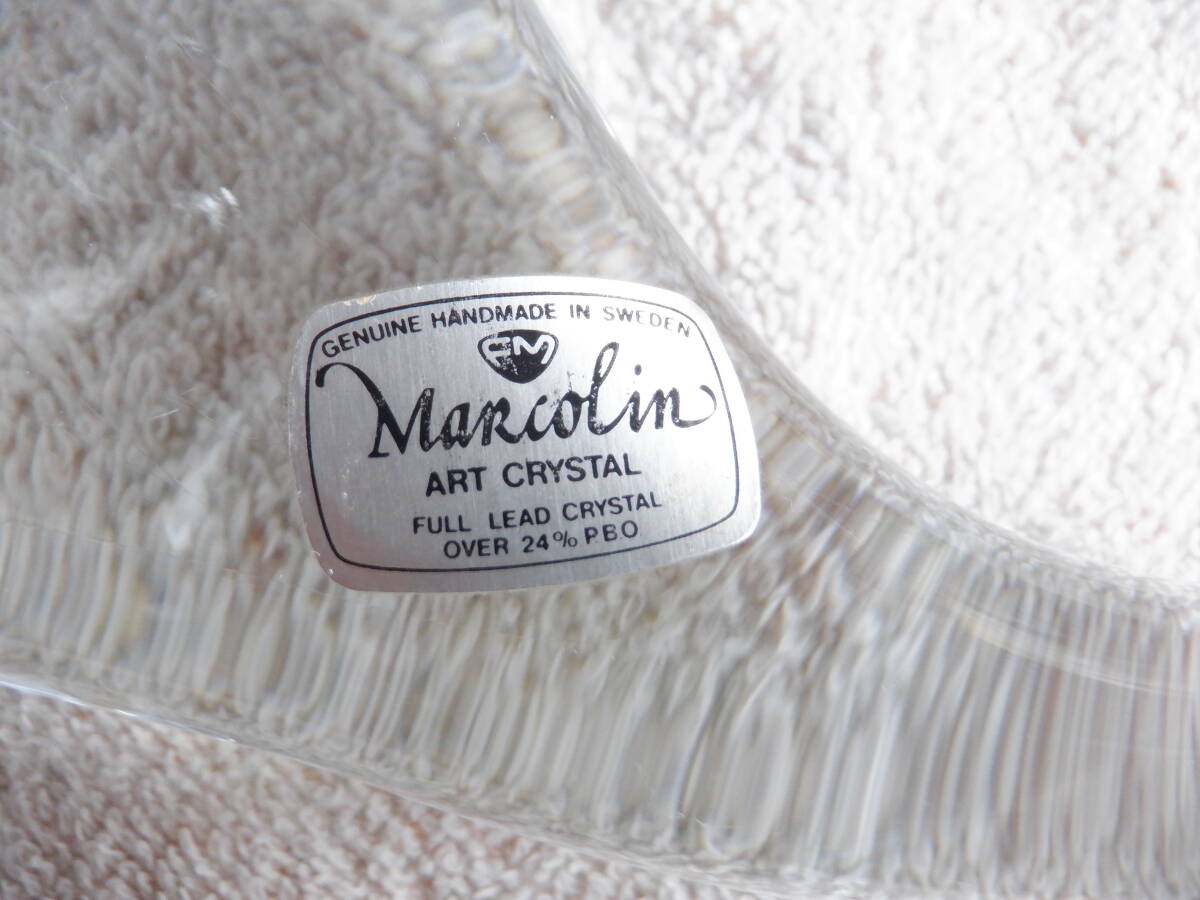 GENUINE HANDMADE IN SWEDEN
FM
Marcolin
ART CRYSTAL
FULL LEAD CRYSTAL
OVER 24% PBO